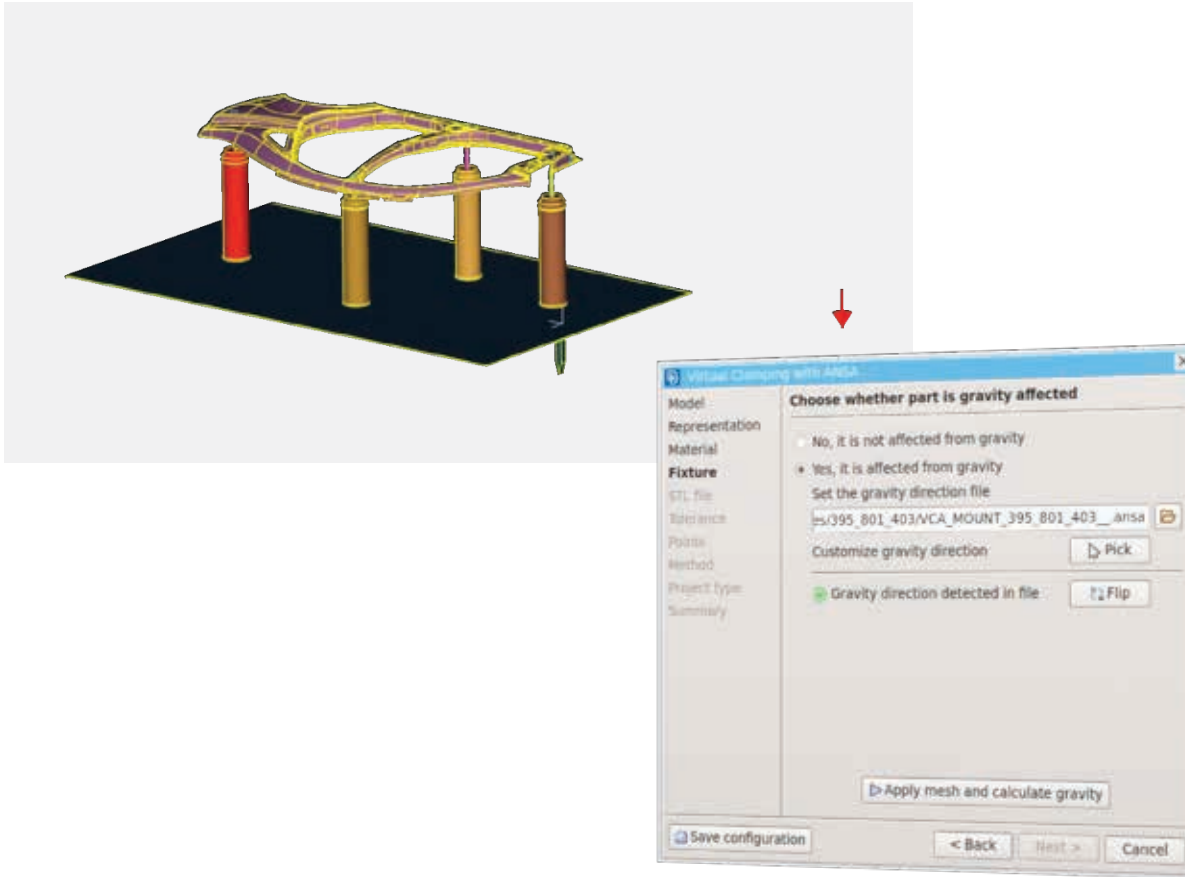 Virtual Clamping with ANSA
Model
Representation
Material
Fixture
STL file
Tolerance
Points
Method
Project type
Summary
Choose whether part is gravity affected
No, it is not affected from gravity
Yes, it is affected from gravity
Set the gravity direction file
es/395_801_403/VCA_MOUNT_395_801_403__.ansa
Customize gravity direction
Pick
Gravity direction detected in file
Flip
Apply mesh and calculate gravity
Save configuration
< Back
Next >
Cancel